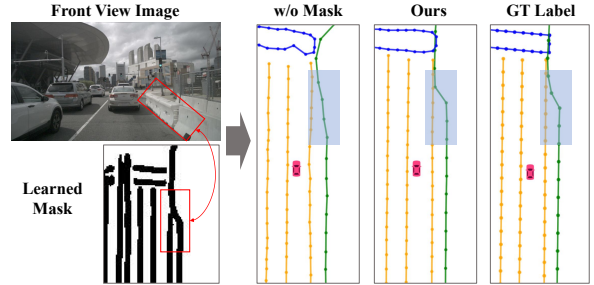 Front View Image
w/o Mask
Ours
GT Label
Learned
Mask